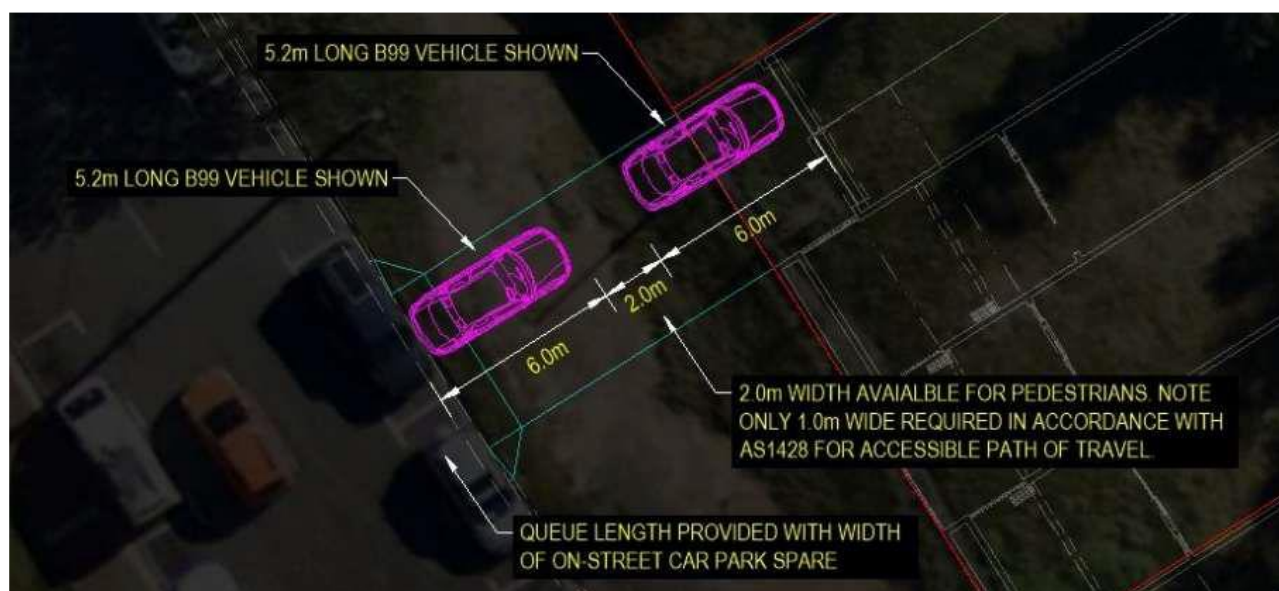 5.2m LONG B99 VEHICLE SHOWN
5.2m LONG B99 VEHICLE SHOWN
6.0m
2.0m
6.0m
2.0m WIDTH AVAIALBLE FOR PEDESTRIANS. NOTE
ONLY 1.0m WIDE REQUIRED IN ACCORDANCE WITH
AS1428 FOR ACCESSIBLE PATH OF TRAVEL.
QUEUE LENGTH PROVIDED WITH WIDTH
OF ON-STREET CAR PARK SPARE